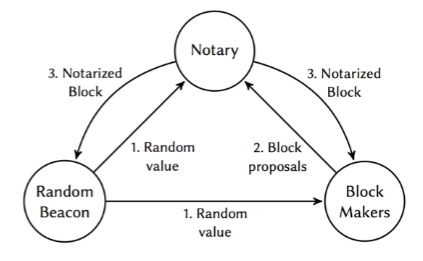 Notary
3. Notarized
Block
3. Notarized
Block
1. Random
value
2. Block
proposals
Random
Beacon
Block
Makers
1. Random
value